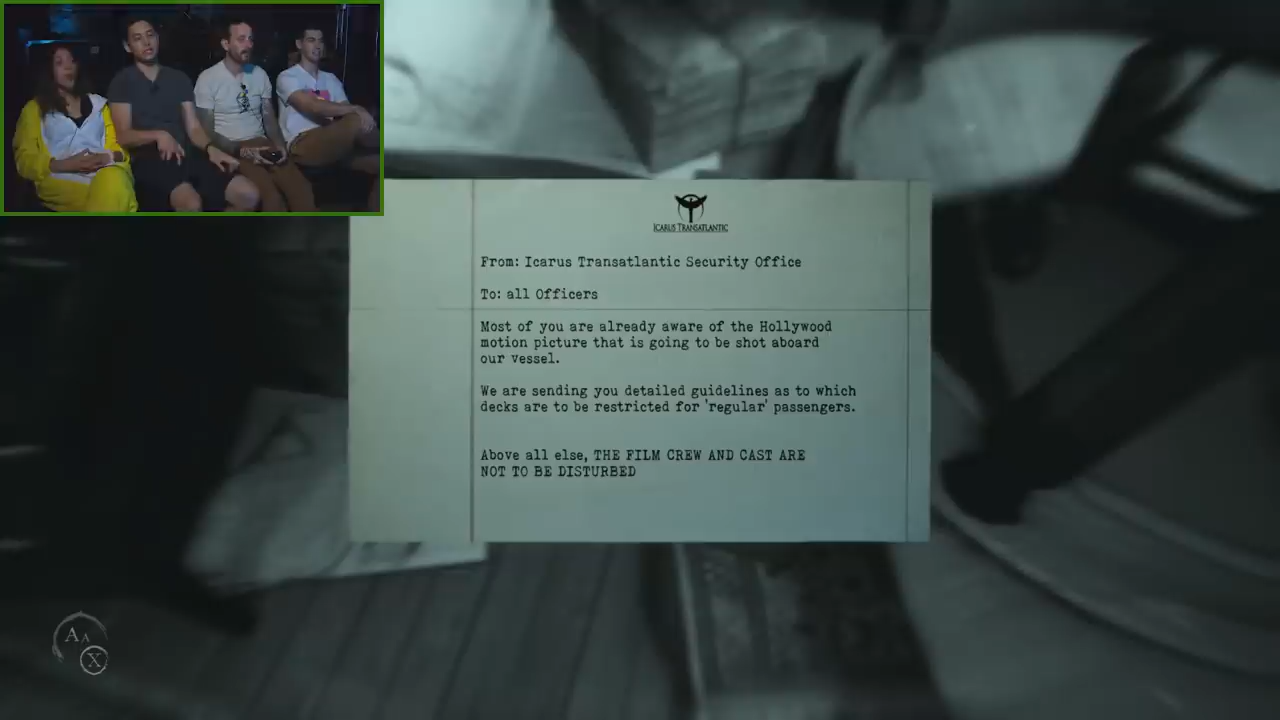 ICARUS TRANSATLANTIC
From: Icarus Transatlantic Security Office
To: all Officers
Most of you are already aware of the Hollywood
motion picture that is going to be shot aboard
our vessel.
We are sending you detailed guidelines as to which
decks are to be restricted for 'regular' passengers.
Above all else, THE FILM CREW AND CAST ARE
NOT TO BE DISTURBED
A A
X